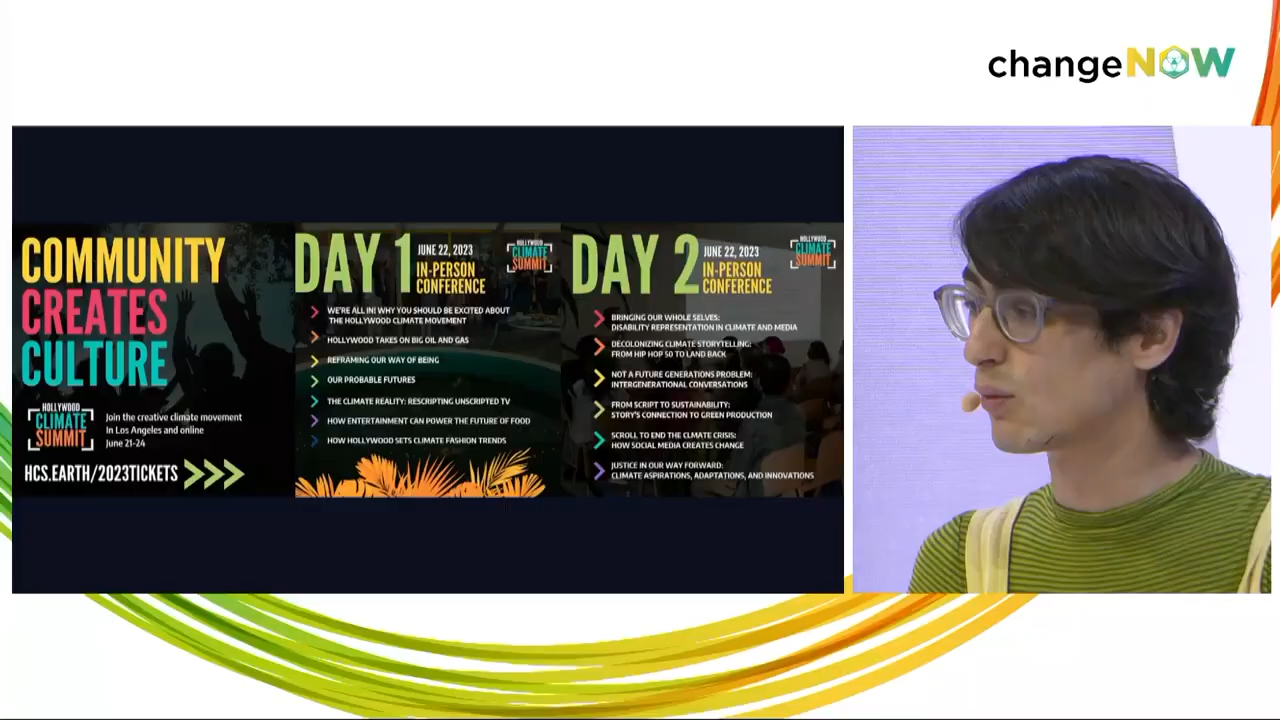 changeNOW
COMMUNITY
CREATES
CULTURE
HOLLYWOOD
CLIMATE
SUMMIT
Join the creative climate movement
In Los Angeles and online
June 21-24
HCS.EARTH/2023TICKETS
DAY 1
JUNE 22, 2023
IN-PERSON
CONFERENCE
HOLLYWOOD
CLIMATE
SUMMIT
WE'RE ALL IN! WHY YOU SHOULD BE EXCITED ABOUT
THE HOLLYWOOD CLIMATE MOVEMENT
HOLLYWOOD TAKES ON BIG OIL AND GAS
REFRAMING OUR WAY OF BEING
OUR PROBABLE FUTURES
THE CLIMATE REALITY: RESCRIPTING UNSCRIPTED TV
HOW ENTERTAINMENT CAN POWER THE FUTURE OF FOOD
HOW HOLLYWOOD SETS CLIMATE FASHION TRENDS
DAY 2
JUNE 22, 2023
IN-PERSON
CONFERENCE
HOLLYWOOD
CLIMATE
SUMMIT
BRINGING OUR WHOLE SELVES:
DISABILITY REPRESENTATION IN CLIMATE AND MEDIA
DECOLONIZING CLIMATE STORYTELLING:
FROM HIP HOP 50 TO LAND BACK
NOT A FUTURE GENERATIONS PROBLEM:
INTERGENERATIONAL CONVERSATIONS
FROM SCRIPT TO SUSTAINABILITY:
STORY'S CONNECTION TO GREEN PRODUCTION
SCROLL TO END THE CLMATE CRISIS:
HOW SOCIAL MEDIA CREATES CHANGE
JUSTICE IN OUR WAY FORWARD:
CLIMATE ASPIRATIONS, ADAPTATIONS, AND INNOVATIONS